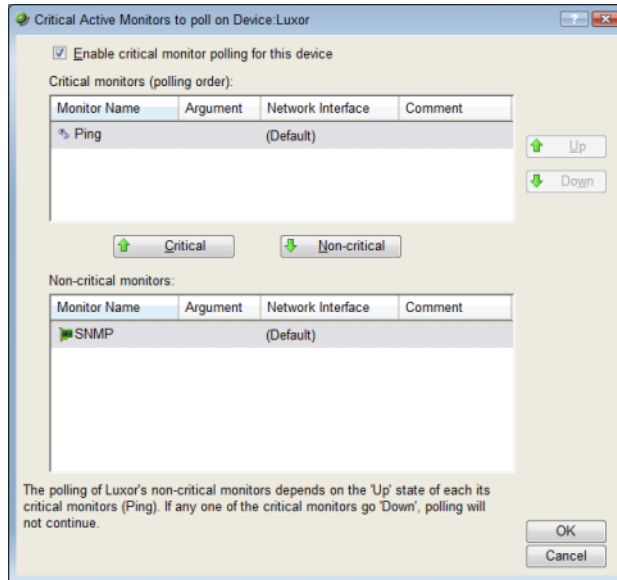 Critical Active Monitors to poll on Device:Luxor
Enable critical monitor polling for this device
Critical monitors (polling order):
Monitor Name Argument Network Interface Comment
Ping (Default)
Up
Down
Critical Non-critical
Non-critical monitors:
Monitor Name Argument Network Interface Comment
SNMP (Default)
The polling of Luxor's non-critical monitors depends on the 'Up' state of each its
critical monitors (Ping). If any one of the critical monitors go 'Down', polling will
not continue.
OK
Cancel